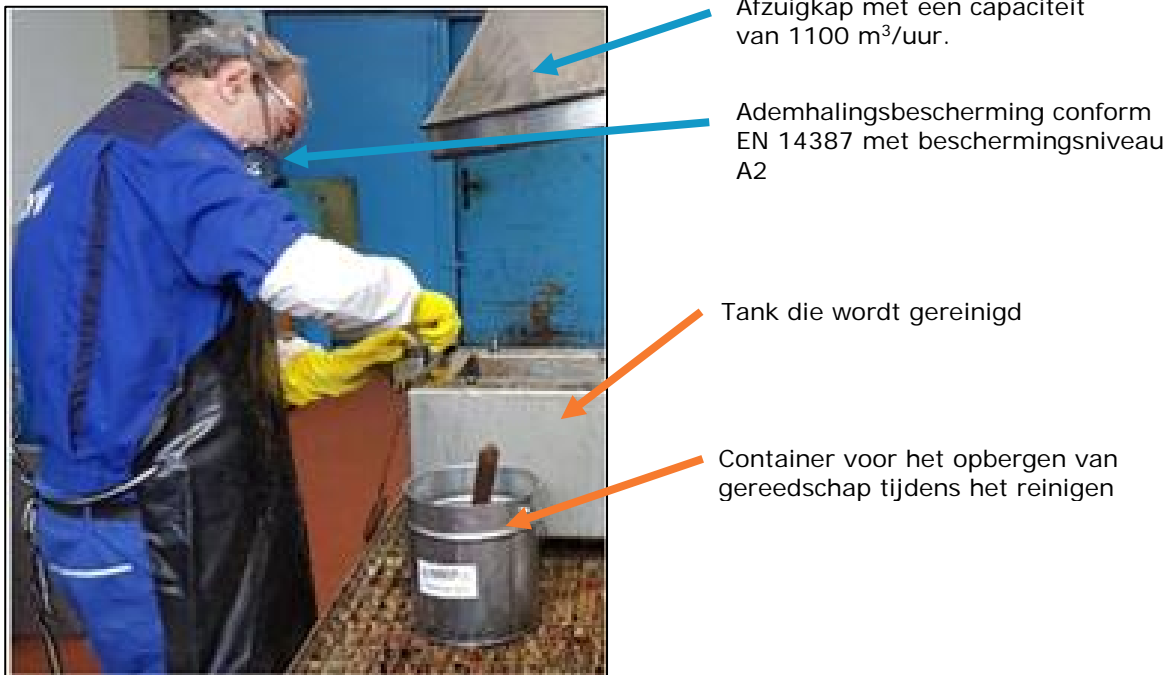 Afzuigkap met een capaciteit
van 1100 m³/uur.
Ademhalingsbescherming conform
EN 14387 met beschermingsniveau
A2
Tank die wordt gereinigd
Container voor het opbergen van
gereedschap tijdens het reinigen